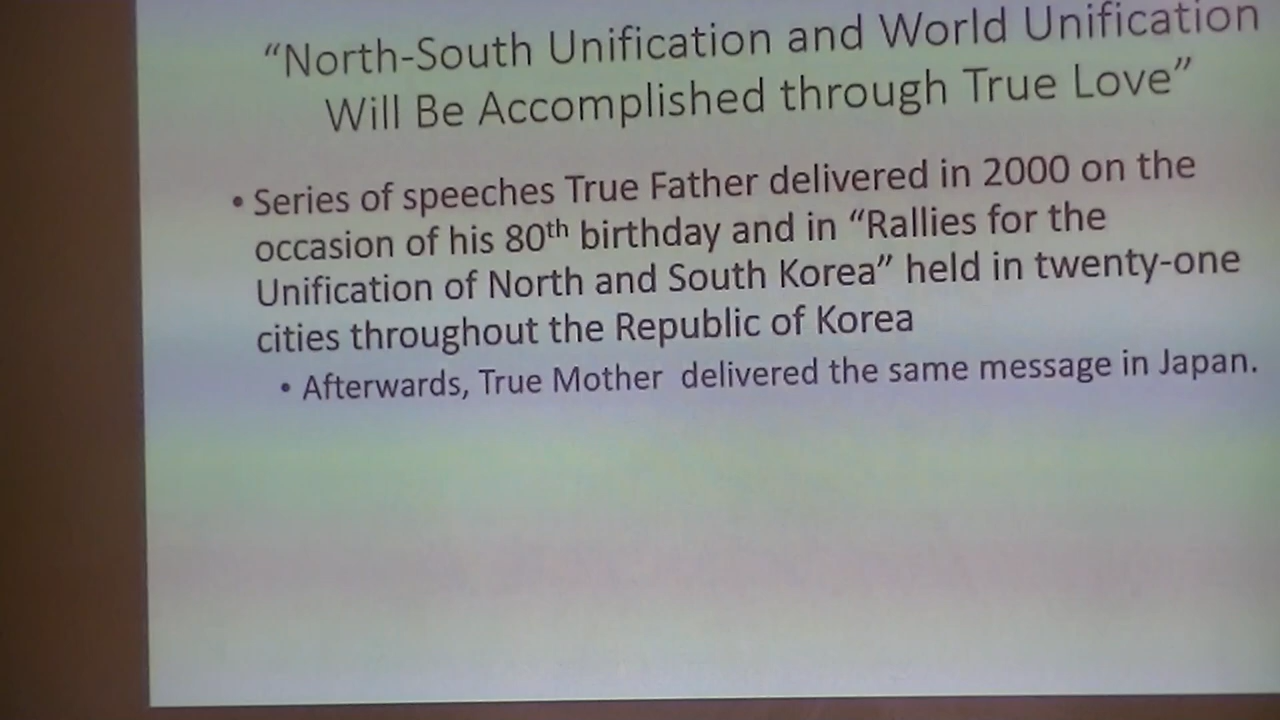 “North-South Unification and World Unification
Will Be Accomplished through True Love”
• Series of speeches True Father delivered in 2000 on the
occasion of his 80th birthday and in “Rallies for the
Unification of North and South Korea” held in twenty-one
cities throughout the Republic of Korea
• Afterwards, True Mother delivered the same message in Japan.